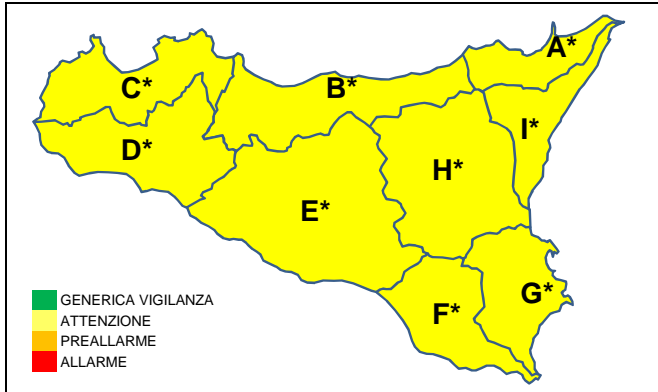 A*
C*
B*
I*
D*
H*
E*
G*
F*
GENERICA VIGILANZA
ATTENZIONE
PREALLARME
ALLARME